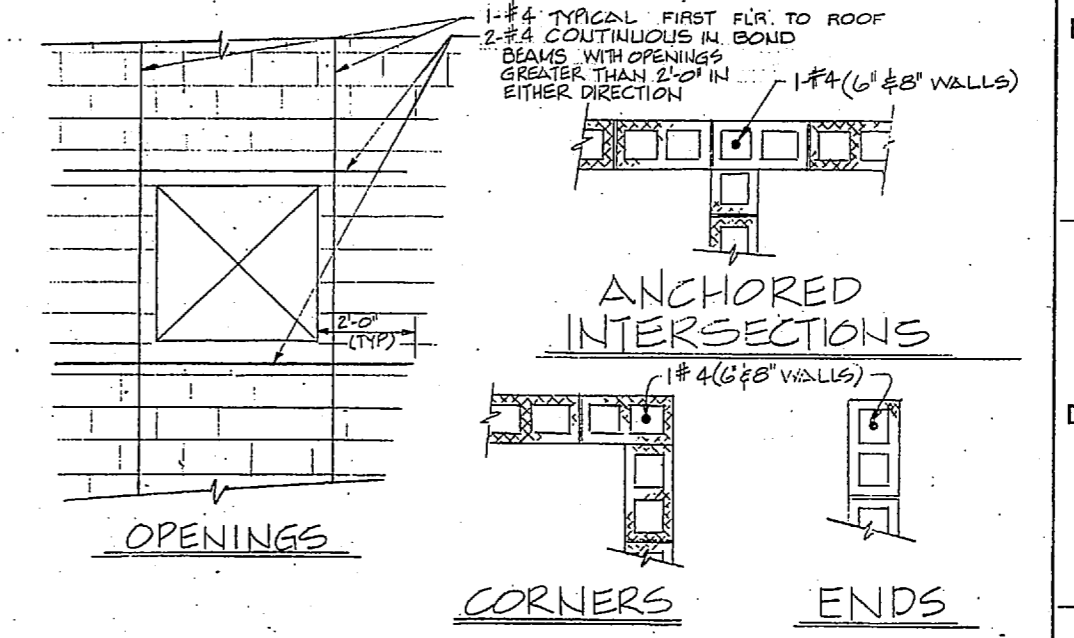 1-#4 TYPICAL FIRST FLR. TO ROOF
2-#4 CONTINUOUS IN BOND
BEAMS WITH OPENINGS
GREATER THAN 2'-0" IN
EITHER DIRECTION
1-#4 (6" & 8" WALLS)
ANCHORED
INTERSECTIONS
2'-0"
(TYP)
1#4 (6" & 8" WALLS)
OPENINGS
CORNERS
ENDS